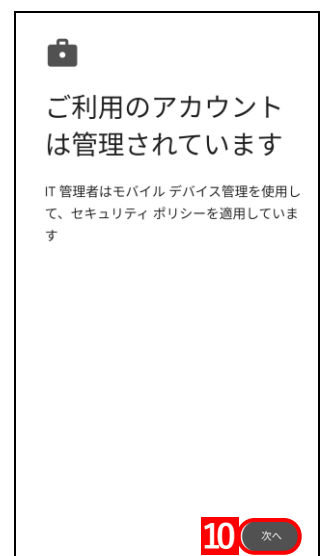 ご利用のアカウント
は管理されています
IT 管理者はモバイル デバイス管理を使用し
て、セキュリティ ポリシーを適用していま
す
10 次へ